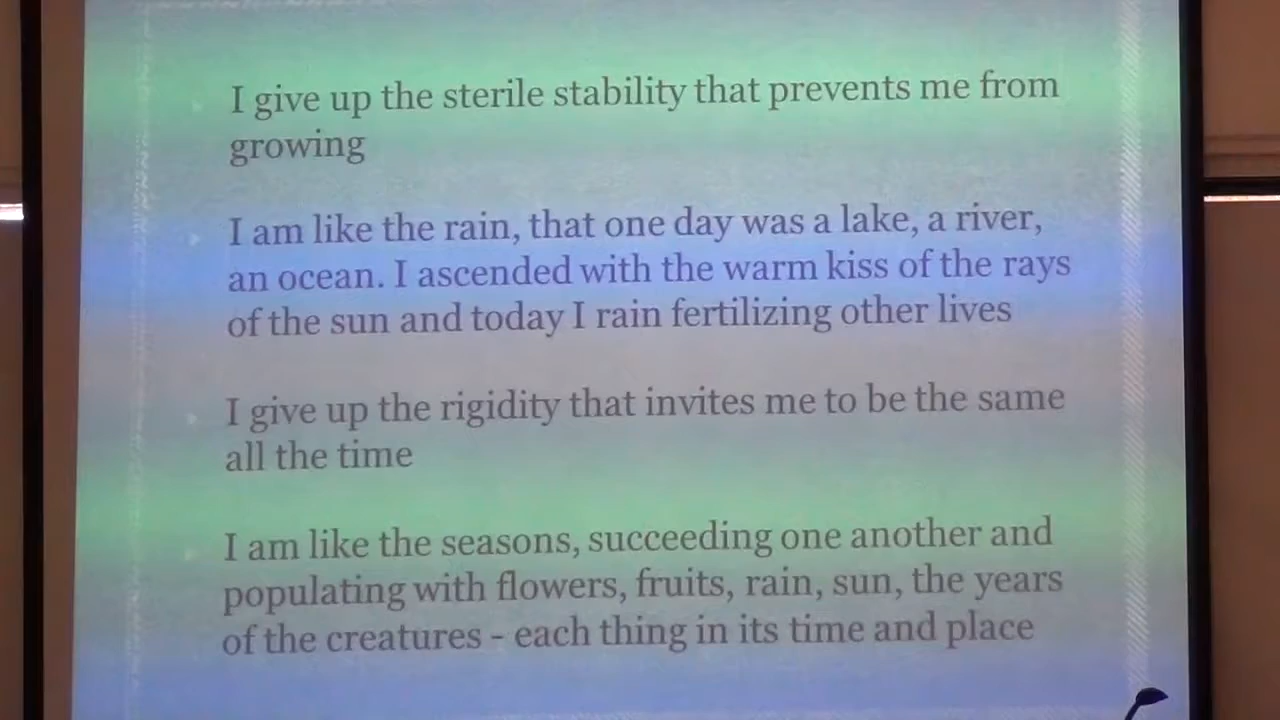 I give up the sterile stability that prevents me from
growing
I am like the rain, that one day was a lake, a river,
an ocean. I ascended with the warm kiss of the rays
of the sun and today I rain fertilizing other lives
I give up the rigidity that invites me to be the same
all the time
I am like the seasons, succeeding one another and
populating with flowers, fruits, rain, sun, the years
of the creatures - each thing in its time and place